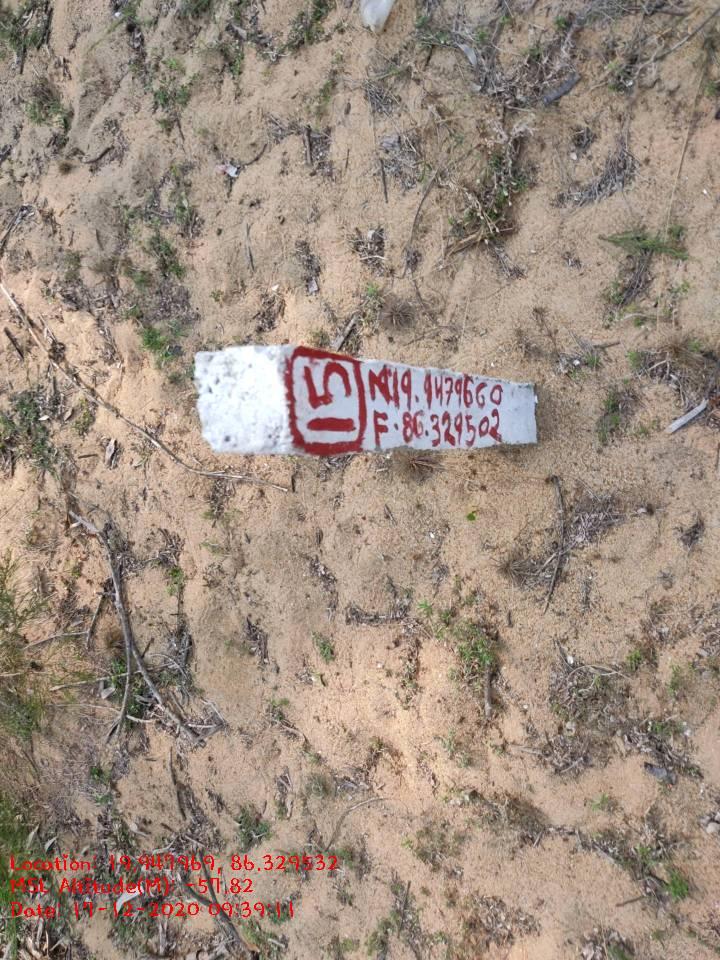 15
N19.9479660
E.86.329502
Location: 19.947969, 86.329532
MSL Altitude(M): -57.82
Date: 17-12-2020 09:39:11